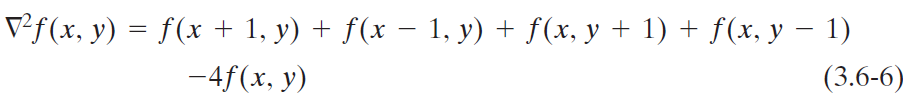 ∇²f(x, y) = f(x + 1, y) + f(x − 1, y) + f(x, y + 1) + f(x, y − 1)
−4f(x, y) (3.6-6)